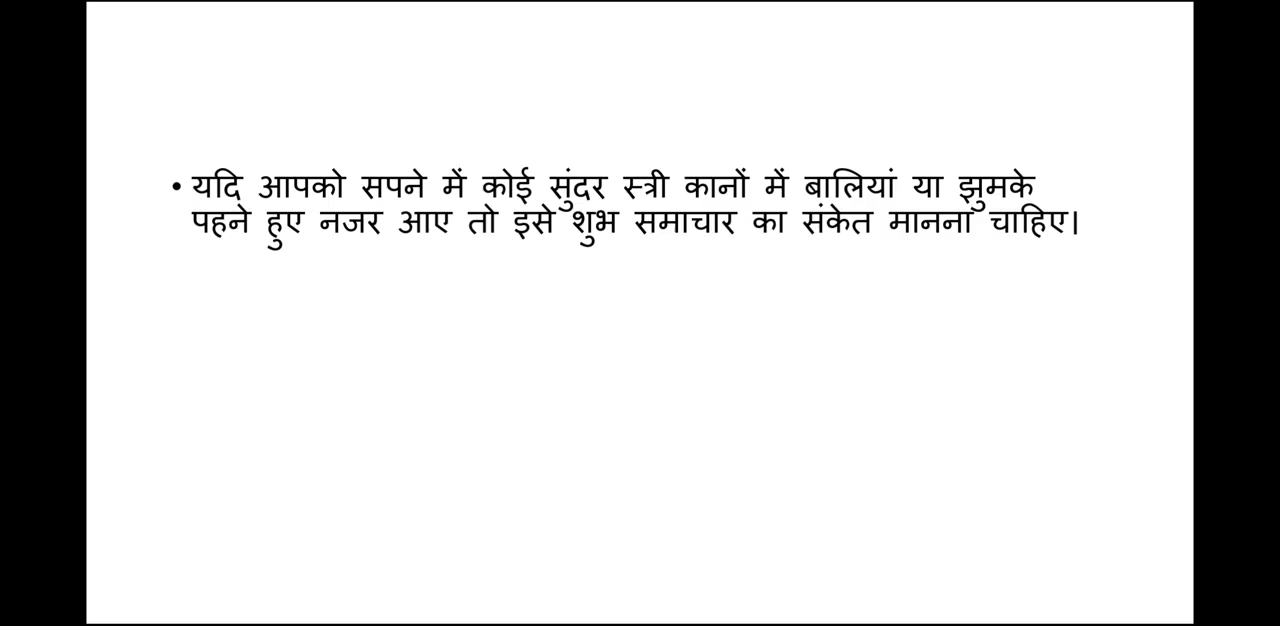 • यदि आपको सपने में कोई सुंदर स्त्री कानों में बालियां या झुमके
पहने हुए नजर आए तो इसे शुभ समाचार का संकेत मानना चाहिए।